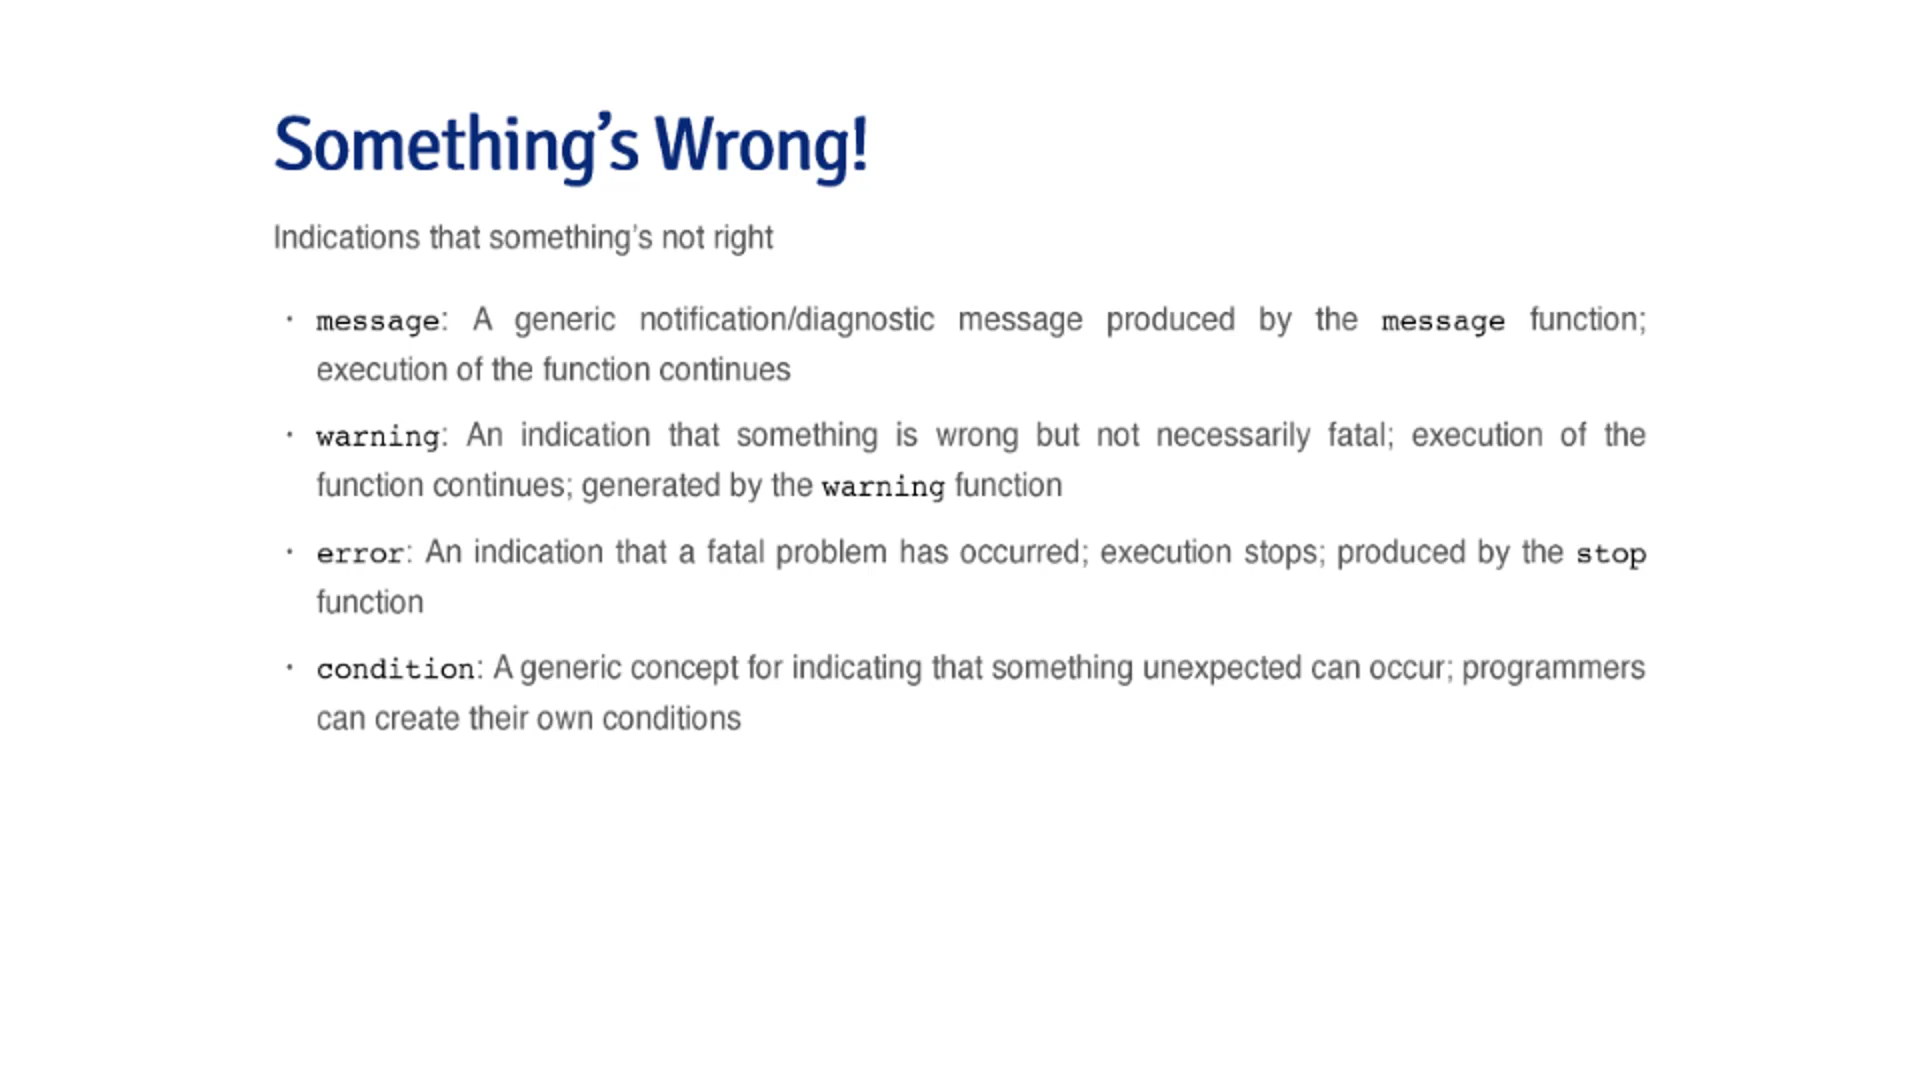 Something’s Wrong!
Indications that something’s not right
· message: A generic notification/diagnostic message produced by the message function;
execution of the function continues
· warning: An indication that something is wrong but not necessarily fatal; execution of the
function continues; generated by the warning function
· error: An indication that a fatal problem has occurred; execution stops; produced by the stop
function
· condition: A generic concept for indicating that something unexpected can occur; programmers
can create their own conditions